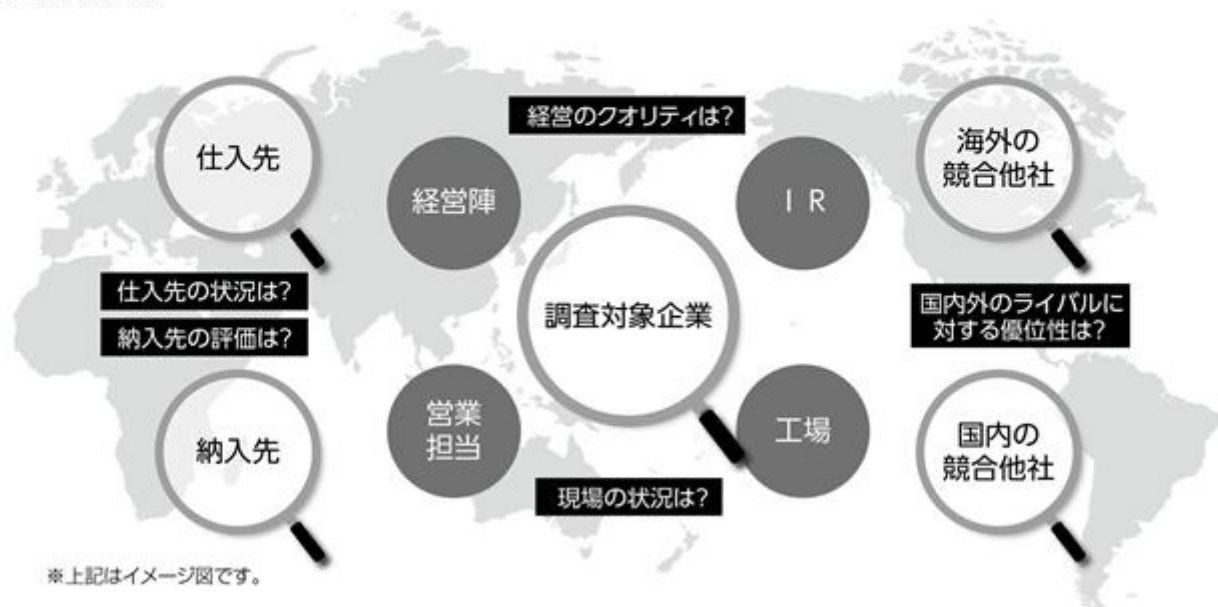 経営のクオリティは?
仕入先
経営陣
ＩＲ
海外の
競合他社
調査対象企業
仕入先の状況は?
納入先の評価は?
国内外のライバルに
対する優位性は?
納入先
営業
担当
工場
国内の
競合他社
現場の状況は?
※上記はイメージ図です。